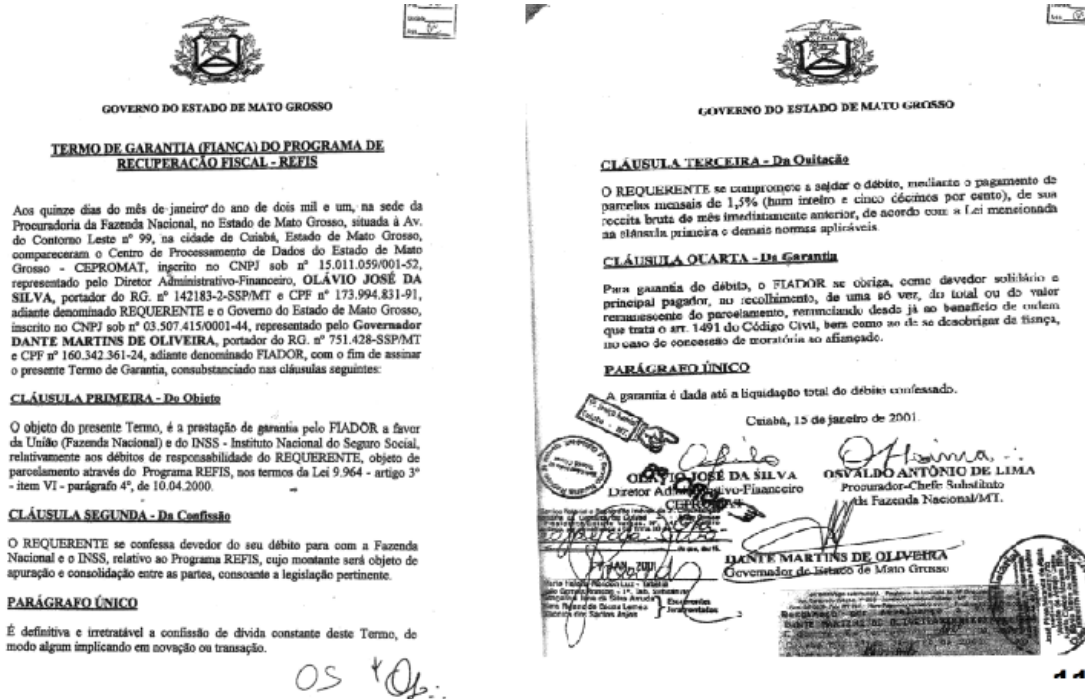 GOVERNO DO ESTADO DE MATO GROSSO
TERMO DE GARANTIA (FIANÇA) DO PROGRAMA DE
RECUPERAÇÃO FISCAL - REFIS
Aos quinze dias do mês de janeiro do ano de dois mil e um, na sede da
Procuradoria da Fazenda Nacional, no Estado de Mato Grosso, situada à Av.
do Contorno Leste nº 99, na cidade de Cuiabá, Estado de Mato Grosso,
compareceram o Centro de Processamento de Dados do Estado de Mato
Grosso - CEPROMAT, inscrito no CNPJ sob nº 15.011.059/001-52,
representado pelo Diretor Administrativo-Financeiro, OLÁVIO JOSÉ DA
SILVA, portador do RG. nº 142183-2-SSP/MT e CPF nº 173.994.831-91,
adiante denominado REQUERENTE e o Governo do Estado de Mato Grosso,
inscrito no CNPJ sob nº 03.507.415/0001-44, representado pelo Governador
DANTE MARTINS DE OLIVEIRA, portador do RG. nº 751.428-SSP/MT
e CPF nº 160.342.361-24, adiante denominado FIADOR, com o fim de assinar
o presente Termo de Garantia, consubstanciado nas cláusulas seguintes:
CLÁUSULA PRIMEIRA - Do Objeto
O objeto do presente Termo, é a prestação de garantia pelo FIADOR a favor
da União (Fazenda Nacional) e do INSS - Instituto Nacional do Seguro Social,
relativamente aos débitos de responsabilidade do REQUERENTE, objeto de
parcelamento através do Programa REFIS, nos termos da Lei 9.964 - artigo 3º
- item VI - parágrafo 4º, de 10.04.2000.
CLÁUSULA SEGUNDA - Da Confissão
O REQUERENTE se confessa devedor do seu débito para com a Fazenda
Nacional e o INSS, relativo ao Programa REFIS, cujo montante será objeto de
apuração e consolidação entre as partes, consoante a legislação pertinente.
PARÁGRAFO ÚNICO
É definitiva e irretratável a confissão de dívida constante deste Termo, de
modo algum implicando em novação ou transação.
GOVERNO DO ESTADO DE MATO GROSSO
CLÁUSULA TERCEIRA - Da Quitação
O REQUERENTE se compromete a saldar o débito, mediante o pagamento de
parcelas mensais de 1,5% (hum inteiro e cinco décimos por cento), de sua
receita bruta do mês imediatamente anterior, de acordo com a Lei mencionada
na cláusula primeira e demais normas aplicáveis.
CLÁUSULA QUARTA - Da Garantia
Para garantia do débito, o FIADOR se obriga, como devedor solidário e
principal pagador, ao recolhimento, de uma só vez, do total ou do valor
remanescente do parcelamento, renunciando desde já ao benefício de ordem
que trata o art. 1491 do Código Civil, bem como ao de se desobrigar da fiança,
no caso de concessão de moratória ao afiançado.
PARÁGRAFO ÚNICO
A garantia é dada até a liquidação total do débito confessado.
Cuiabá, 15 de janeiro de 2001.
OLÁVIO JOSÉ DA SILVA
Diretor Administrativo-Financeiro
CEPROMAT
OSVALDO ANTÔNIO DE LIMA
Procurador-Chefe Substituto
da Fazenda Nacional/MT.
DANTE MARTINS DE OLIVEIRA
Governador do Estado de Mato Grosso
JAN 2001